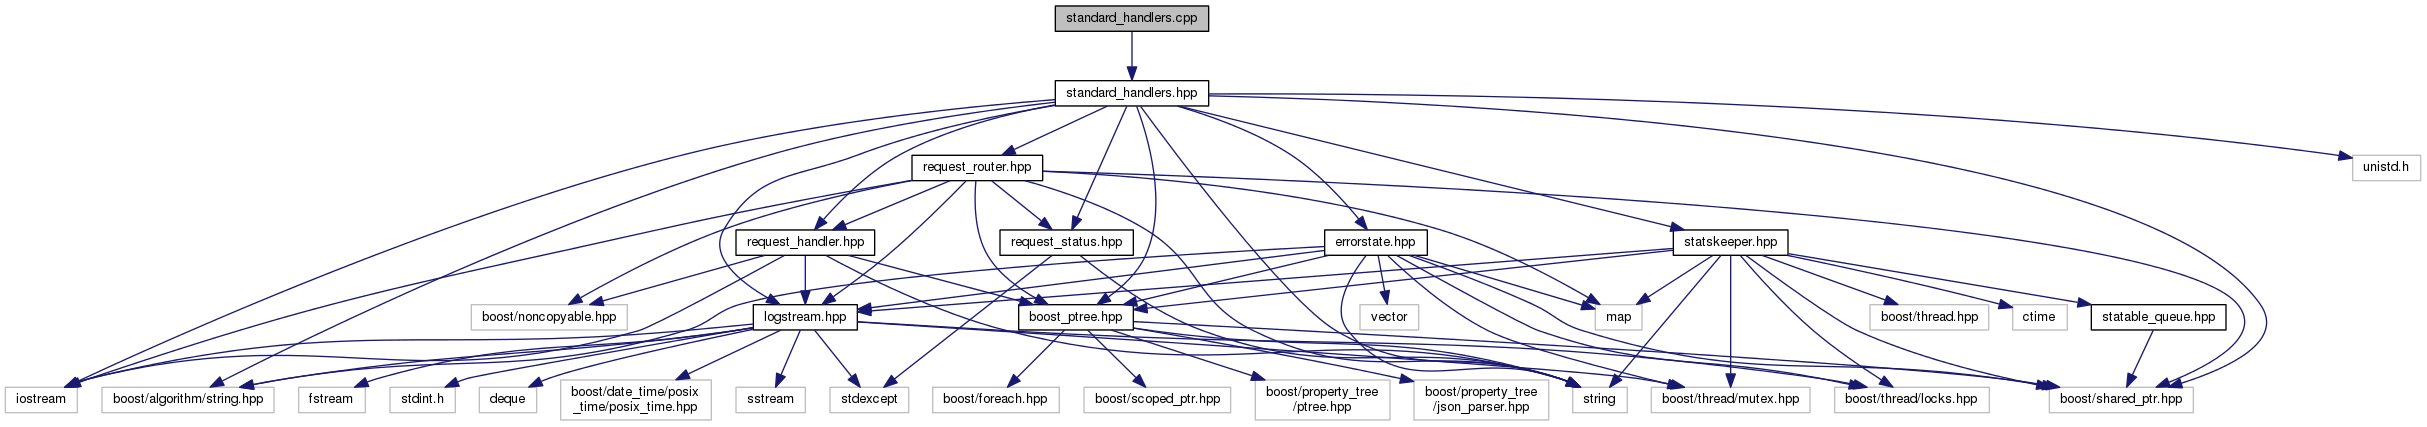 standard_handlers.cpp
standard_handlers.hpp
request_router.hpp
unistd.h
request_handler.hpp
request_status.hpp
errorstate.hpp
statskeeper.hpp
boost/noncopyable.hpp
logstream.hpp
boost_ptree.hpp
vector
map
boost/thread.hpp
ctime
statable_queue.hpp
iostream
boost/algorithm/string.hpp
fstream
stdint.h
deque
boost/date_time/posix
_time/posix_time.hpp
sstream
stdexcept
boost/foreach.hpp
boost/scoped_ptr.hpp
boost/property_tree
/ptree.hpp
boost/property_tree
/json_parser.hpp
string
boost/thread/mutex.hpp
boost/thread/locks.hpp
boost/shared_ptr.hpp